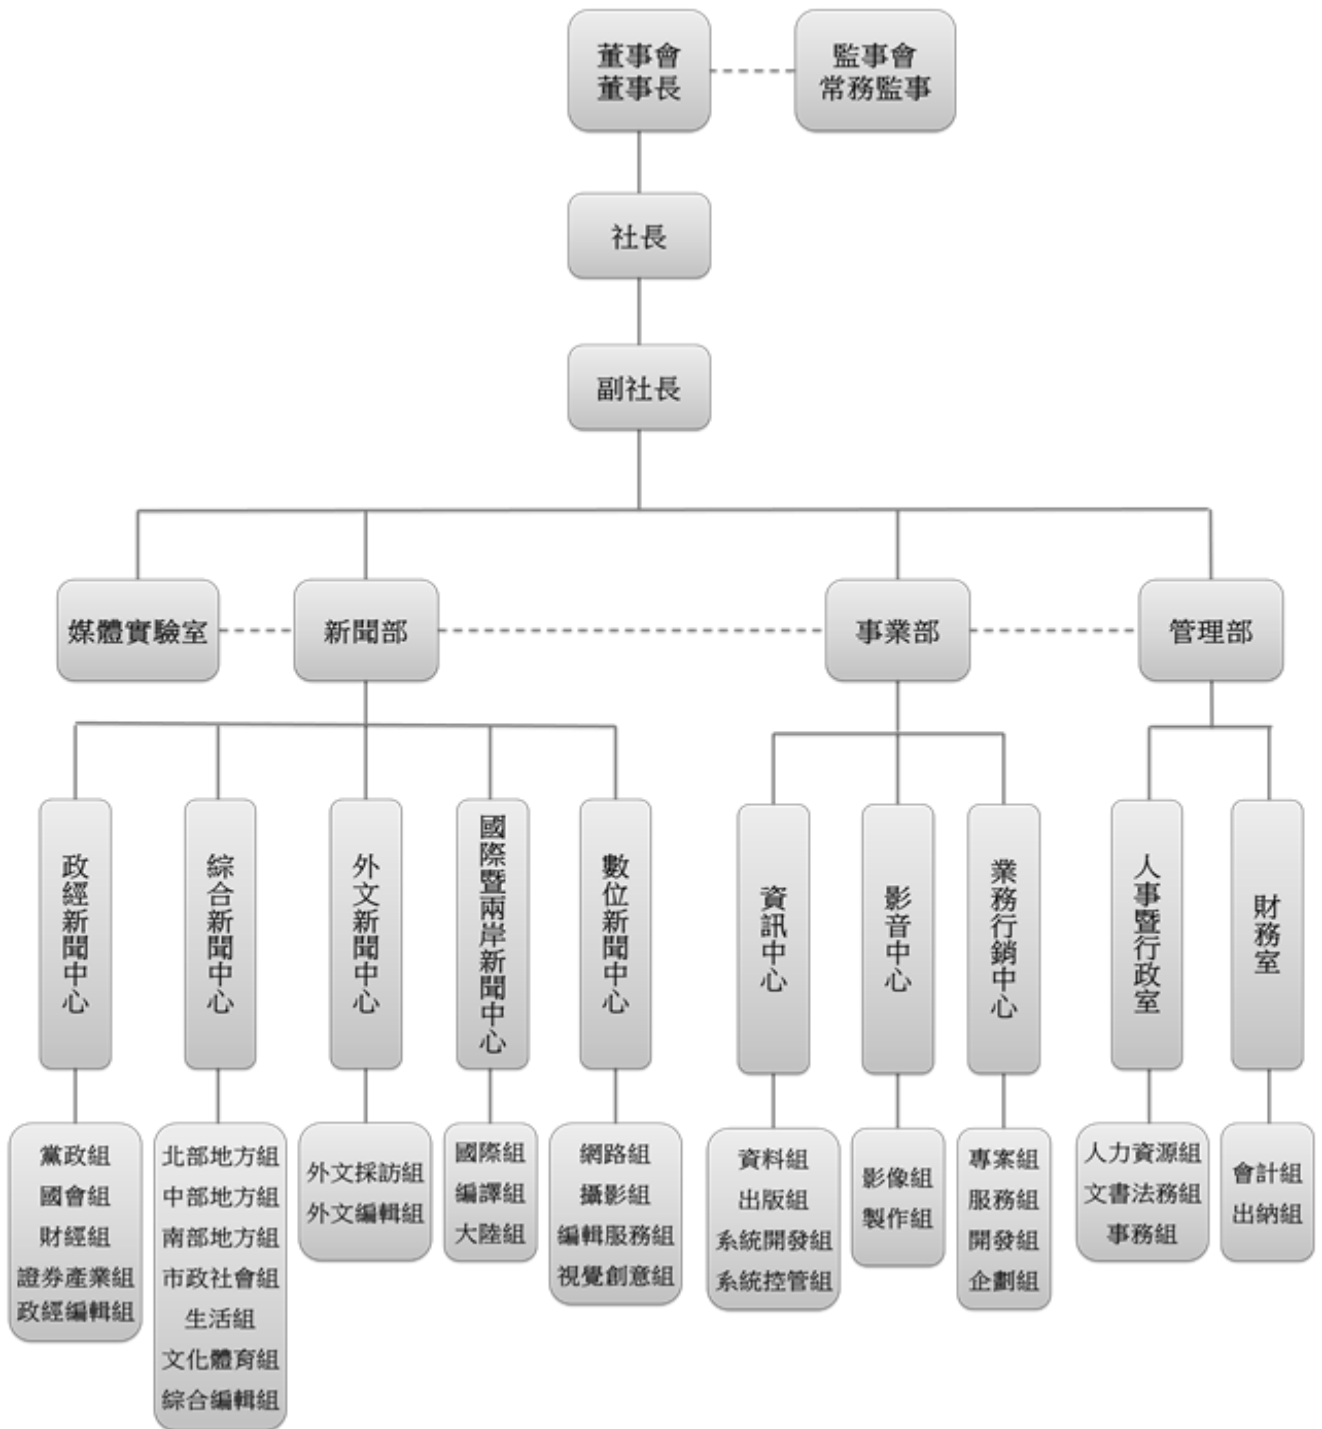 董事會
董事長
監事會
常務監事
社長
副社長
媒體實驗室
新聞部
事業部
管理部
政經新聞中心
綜合新聞中心
外文新聞中心
國際暨兩岸新聞中心
數位新聞中心
資訊中心
影音中心
業務行銷中心
人事暨行政室
財務室
黨政組
國會組
財經組
證券產業組
政經編輯組
北部地方組
中部地方組
南部地方組
市政社會組
生活組
文化體育組
綜合編輯組
外文採訪組
外文編輯組
國際組
編譯組
大陸組
網路組
攝影組
編輯服務組
視覺創意組
資料組
出版組
系統開發組
系統控管組
影像組
製作組
專案組
服務組
開發組
企劃組
人力資源組
文書法務組
事務組
會計組
出納組